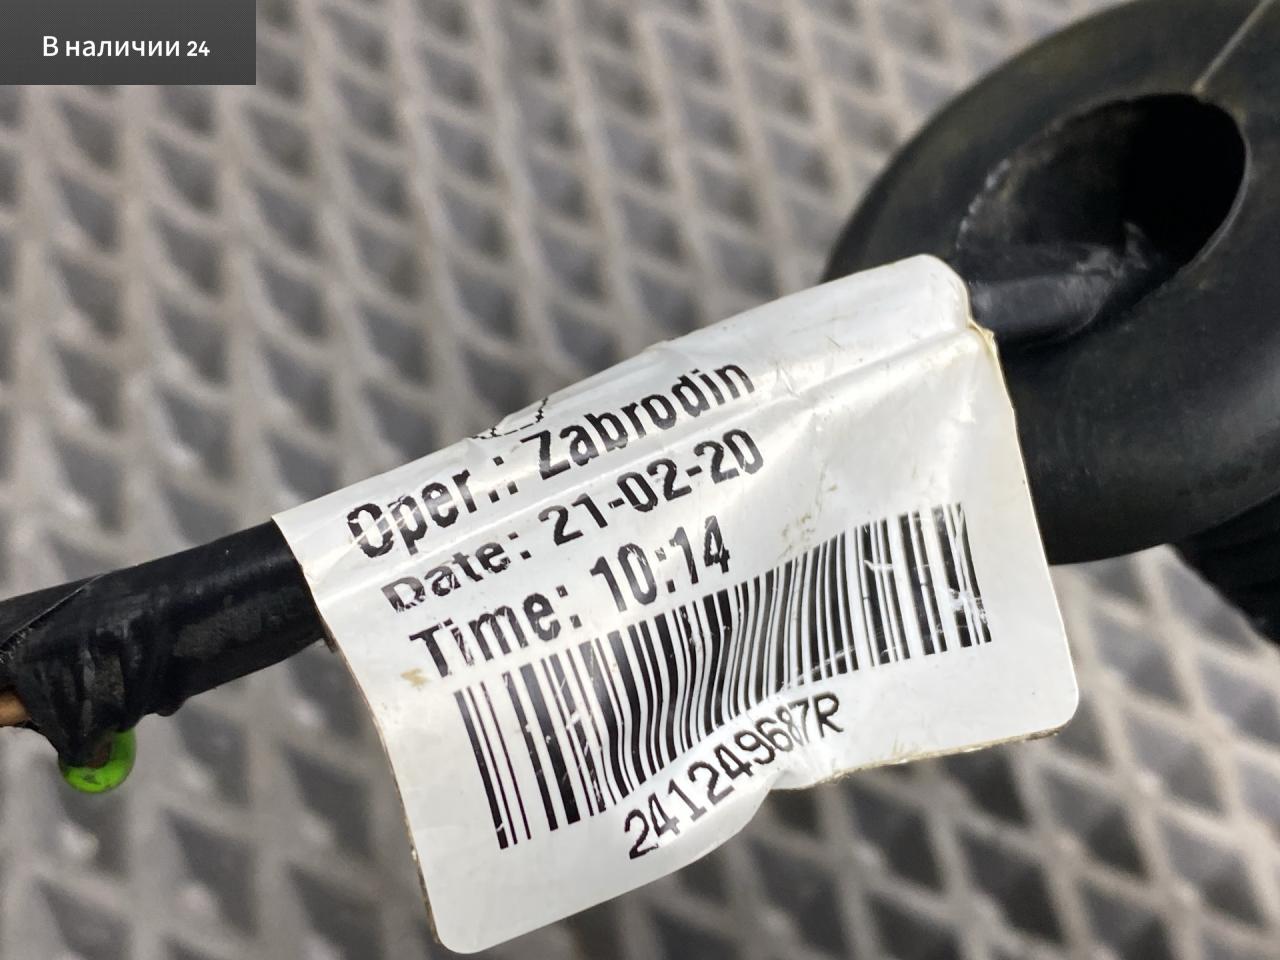 В наличии 24
Oper.: Zabrodin
Date: 21-02-20
Time: 10:14
241249687R